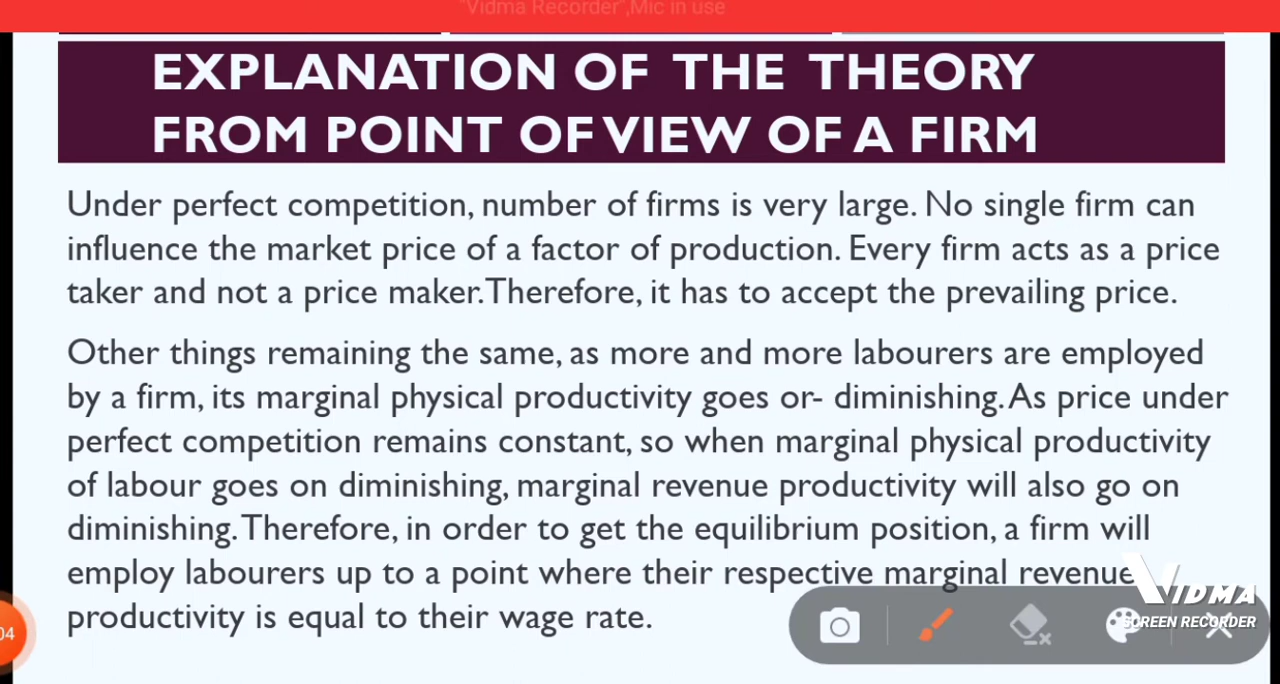 "Vidma Recorder",Mic in use
EXPLANATION OF THE THEORY
FROM POINT OF VIEW OF A FIRM
Under perfect competition, number of firms is very large. No single firm can
influence the market price of a factor of production. Every firm acts as a price
taker and not a price maker. Therefore, it has to accept the prevailing price.
Other things remaining the same, as more and more labourers are employed
by a firm, its marginal physical productivity goes or- diminishing. As price under
perfect competition remains constant, so when marginal physical productivity
of labour goes on diminishing, marginal revenue productivity will also go on
diminishing. Therefore, in order to get the equilibrium position, a firm will
employ labourers up to a point where their respective marginal revenue
productivity is equal to their wage rate.
04
VIDMA
SCREEN RECORDER